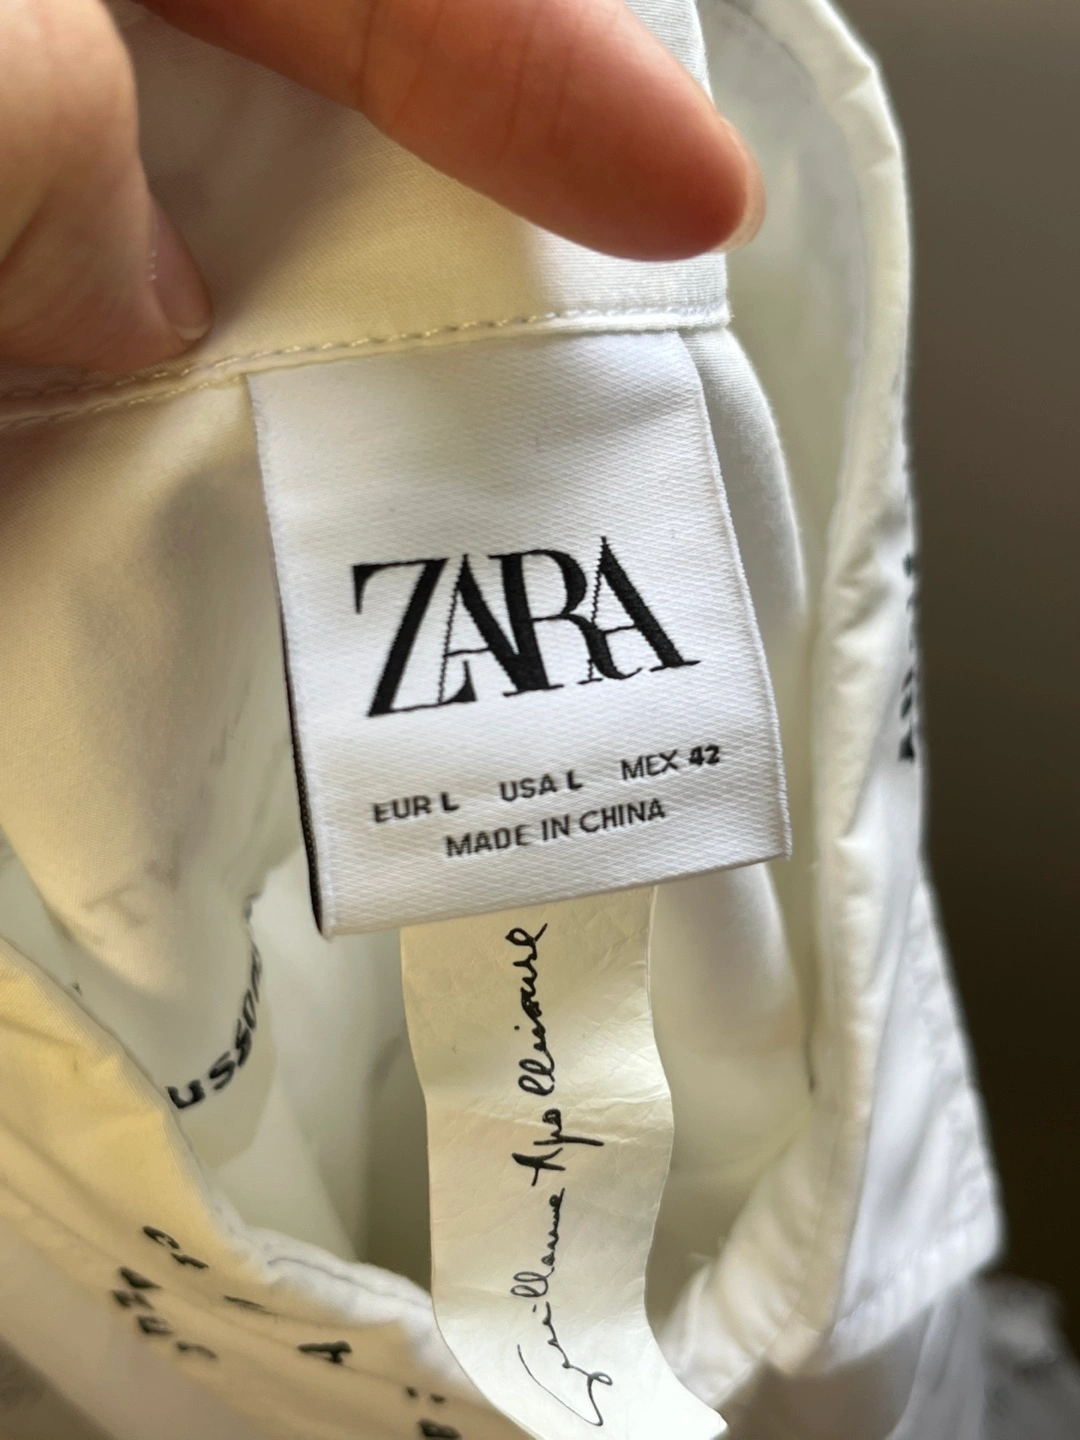 ZARA
EUR L USA L MEX 42
MADE IN CHINA
Guillaume Apollinaire